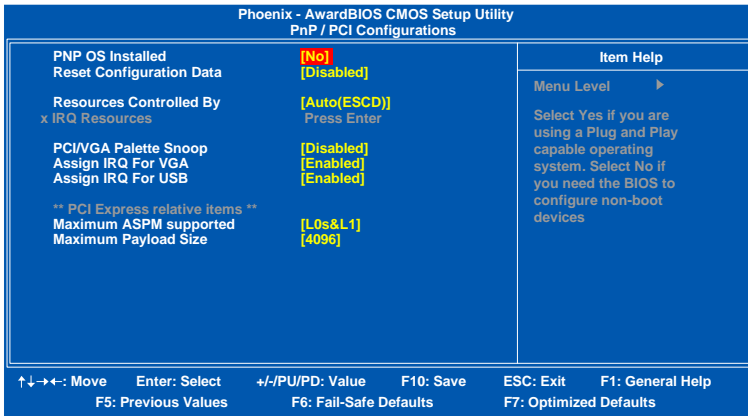 Phoenix - AwardBIOS CMOS Setup Utility
PnP / PCI Configurations
PNP OS Installed [No]
Reset Configuration Data [Disabled]
Resources Controlled By [Auto(ESCD)]
x IRQ Resources Press Enter
PCI/VGA Palette Snoop [Disabled]
Assign IRQ For VGA [Enabled]
Assign IRQ For USB [Enabled]
** PCI Express relative items **
Maximum ASPM supported [L0s&L1]
Maximum Payload Size [4096]
Item Help
Menu Level ▶
Select Yes if you are
using a Plug and Play
capable operating
system. Select No if
you need the BIOS to
configure non-boot
devices
↑↓→←: Move Enter: Select +/-/PU/PD: Value F10: Save ESC: Exit F1: General Help
F5: Previous Values F6: Fail-Safe Defaults F7: Optimized Defaults